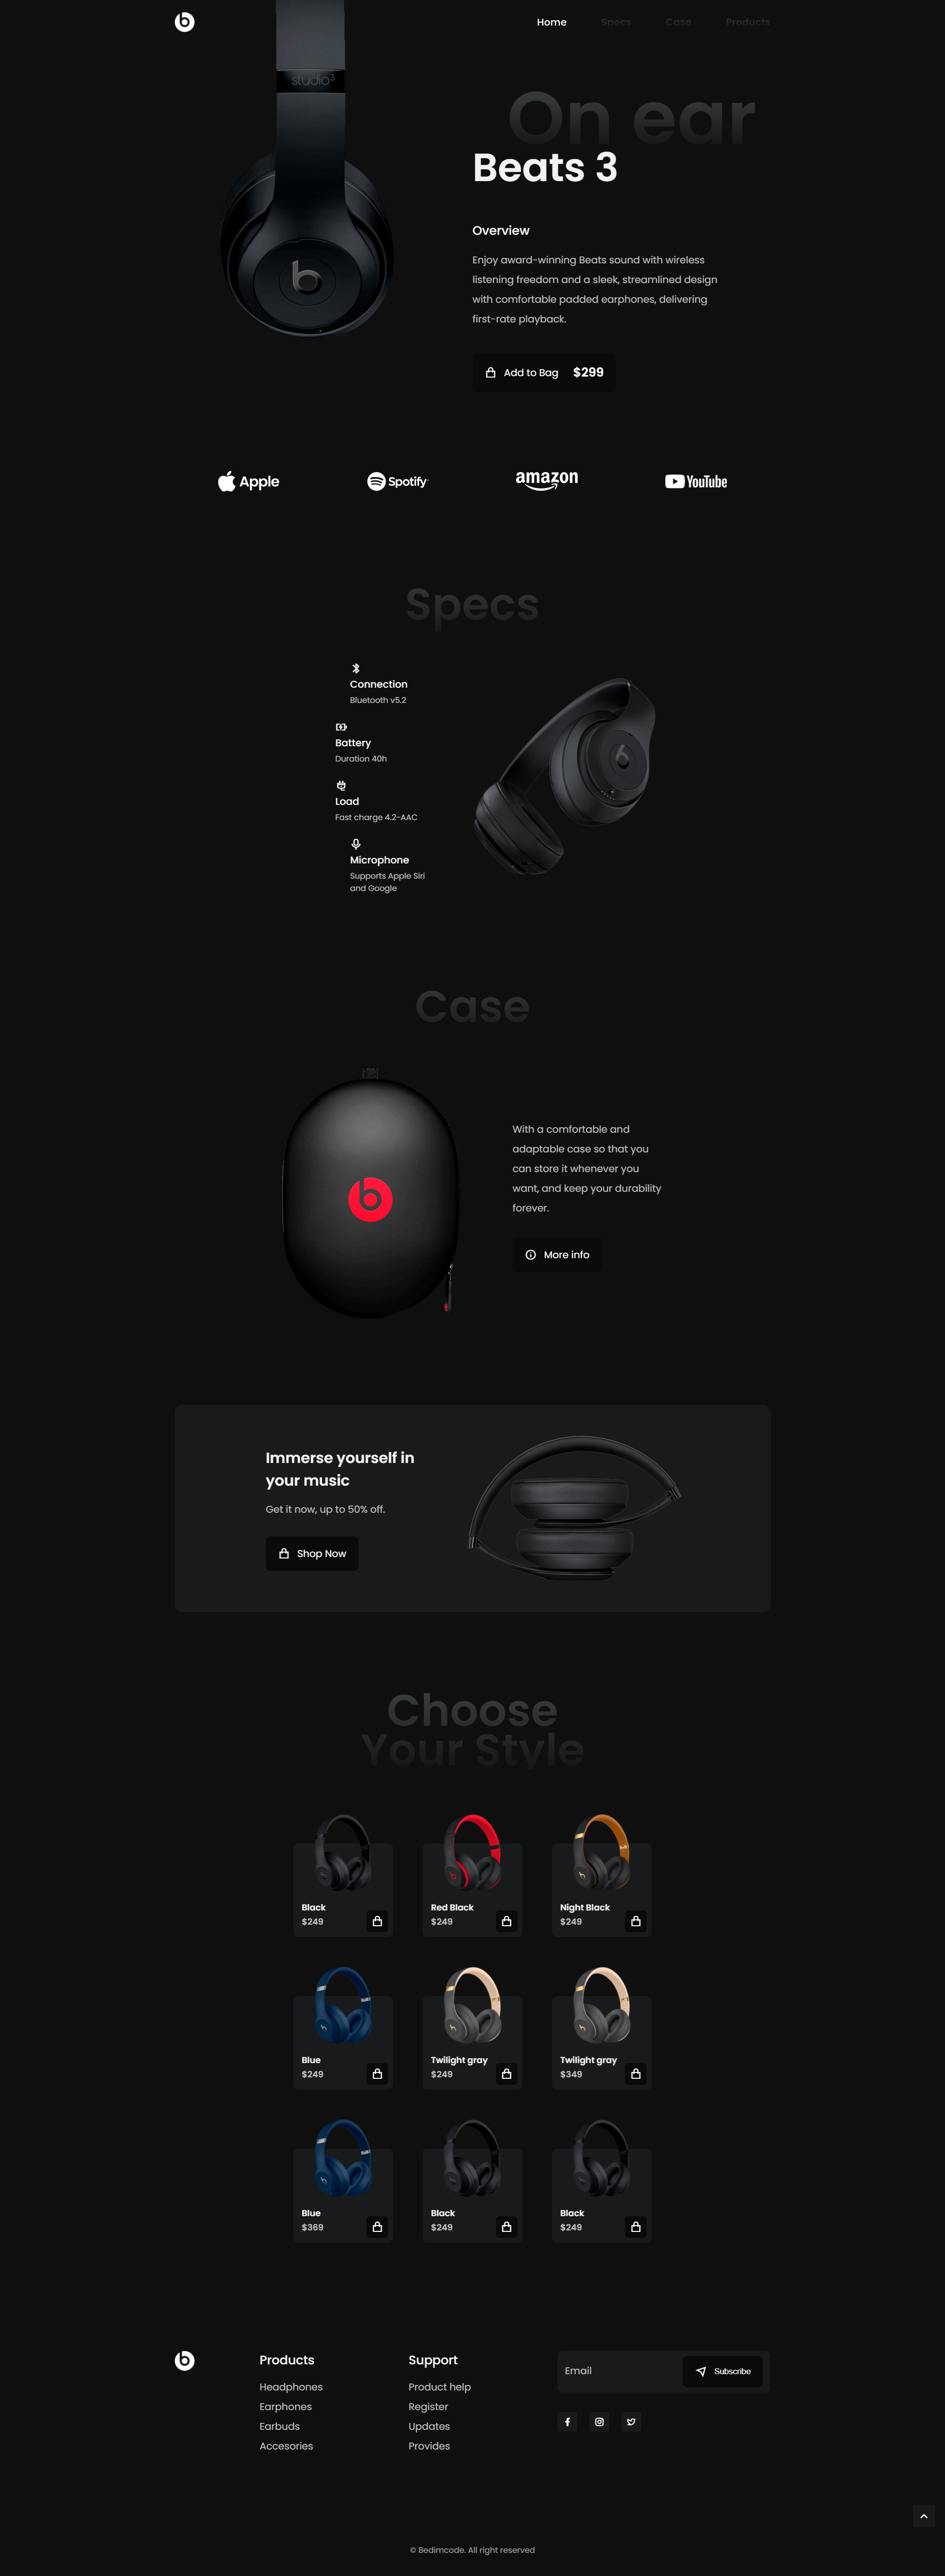 Home Specs Case Products
studio3
On ear
Beats 3
Overview
Enjoy award-winning Beats sound with wireless
listening freedom and a sleek, streamlined design
with comfortable padded earphones, delivering
first-rate playback.
Add to Bag $299
Apple Spotify amazon YouTube
Specs
Connection
Bluetooth v5.2
Battery
Duration 40h
Load
Fast charge 4.2-AAC
Microphone
Supports Apple Siri
and Google
Case
With a comfortable and
adaptable case so that you
can store it whenever you
want, and keep your durability
forever.
More info
Immerse yourself in
your music
Get it now, up to 50% off.
Shop Now
Choose
Your Style
Black
$249
Red Black
$249
Night Black
$249
Blue
$249
Twilight gray
$249
Twilight gray
$349
Blue
$369
Black
$249
Black
$249
Products
Headphones
Earphones
Earbuds
Accesories
Support
Product help
Register
Updates
Provides
Email
Subscribe
© Bedimcode. All right reserved